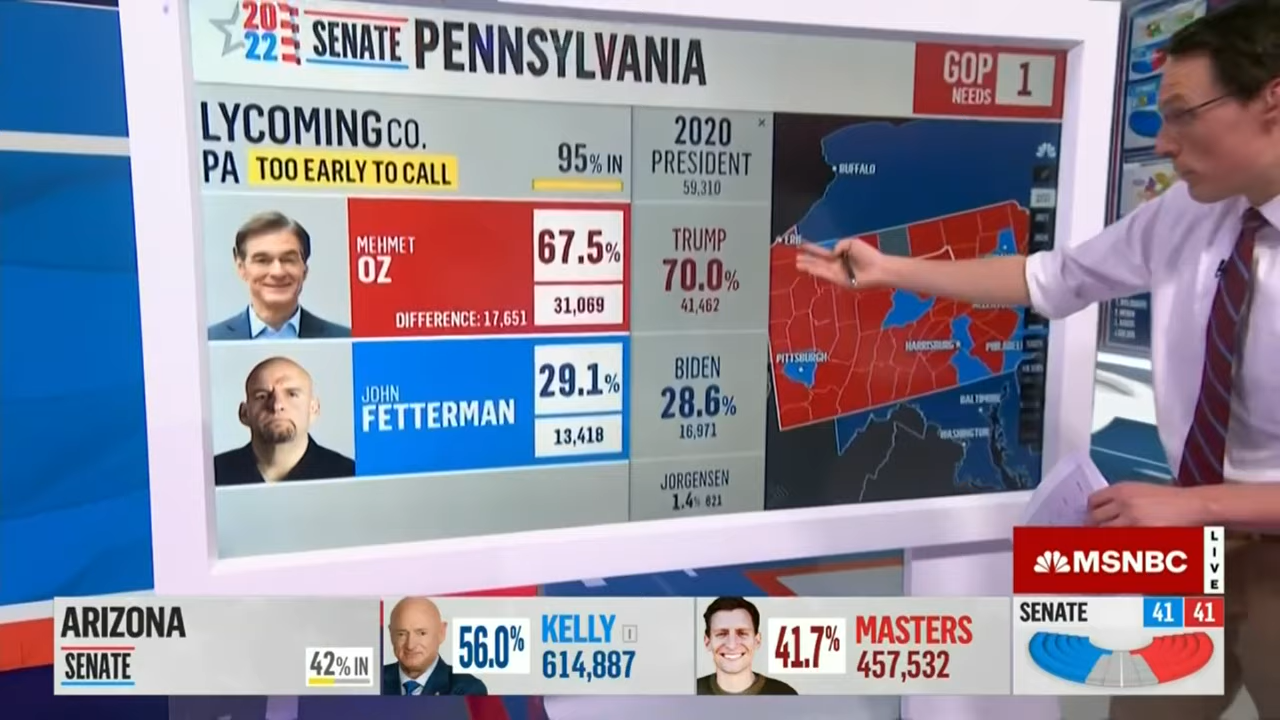 2022 SENATE PENNSYLVANIA
GOP NEEDS 1
LYCOMING CO.
PA TOO EARLY TO CALL
95% IN
MEHMET
OZ
67.5%
31,069
DIFFERENCE: 17,651
JOHN
FETTERMAN
29.1%
13,418
2020
PRESIDENT
59,310
TRUMP
70.0%
41,462
BIDEN
28.6%
16,971
JORGENSEN
1.4% 821
BUFFALO
ERIE
PITTSBURGH
HARRISBURG
BALTIMORE
WASHINGTON
MSNBC
LIVE
ARIZONA
SENATE
42% IN
56.0%
KELLY I
614,887
41.7%
MASTERS
457,532
SENATE 41 41